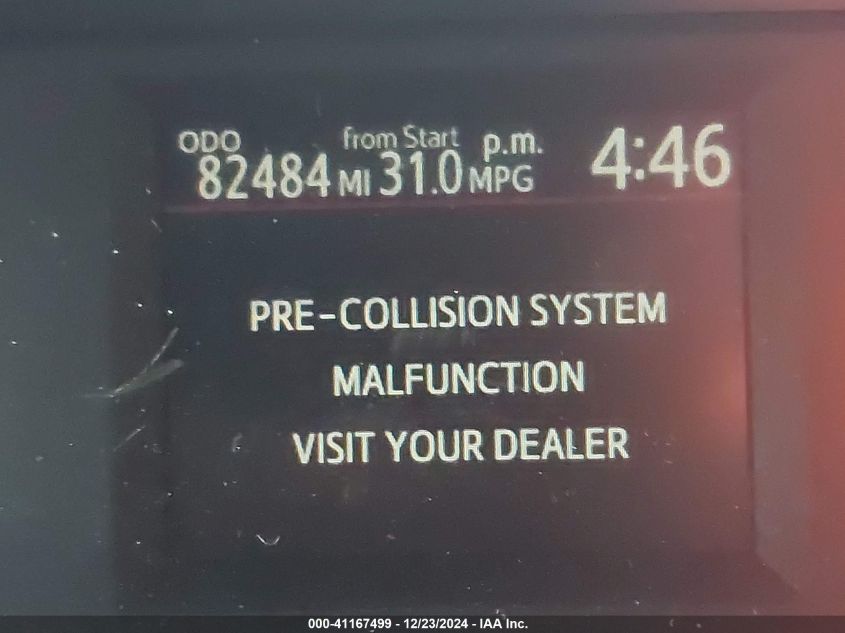 ODO from Start p.m. 4:46
82484 MI 31.0 MPG
PRE-COLLISION SYSTEM
MALFUNCTION
VISIT YOUR DEALER
000-41167499 - 12/23/2024 - IAA Inc.